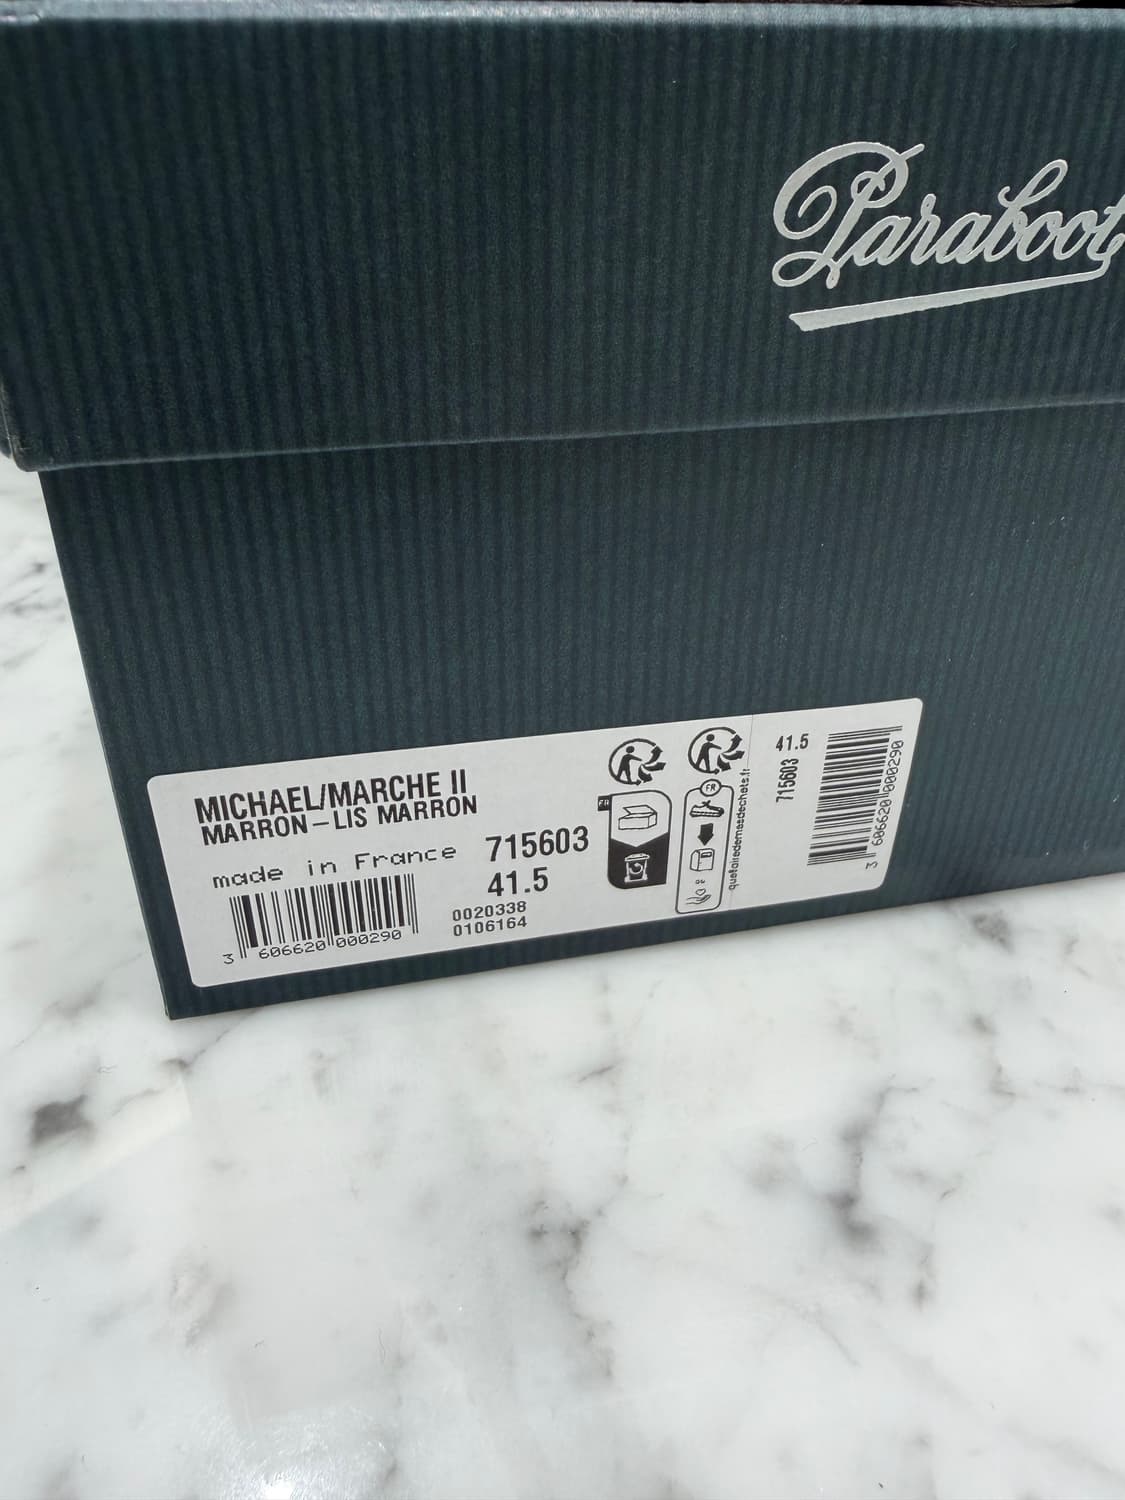 Paraboot
MICHAEL/MARCHE II
MARRON-LIS MARRON
made in France
715603
41.5
0020338
0106164
3 606620 000290
FR
FR
ou
quefairedemesdechets.fr
41.5
715603
3 606620 000290